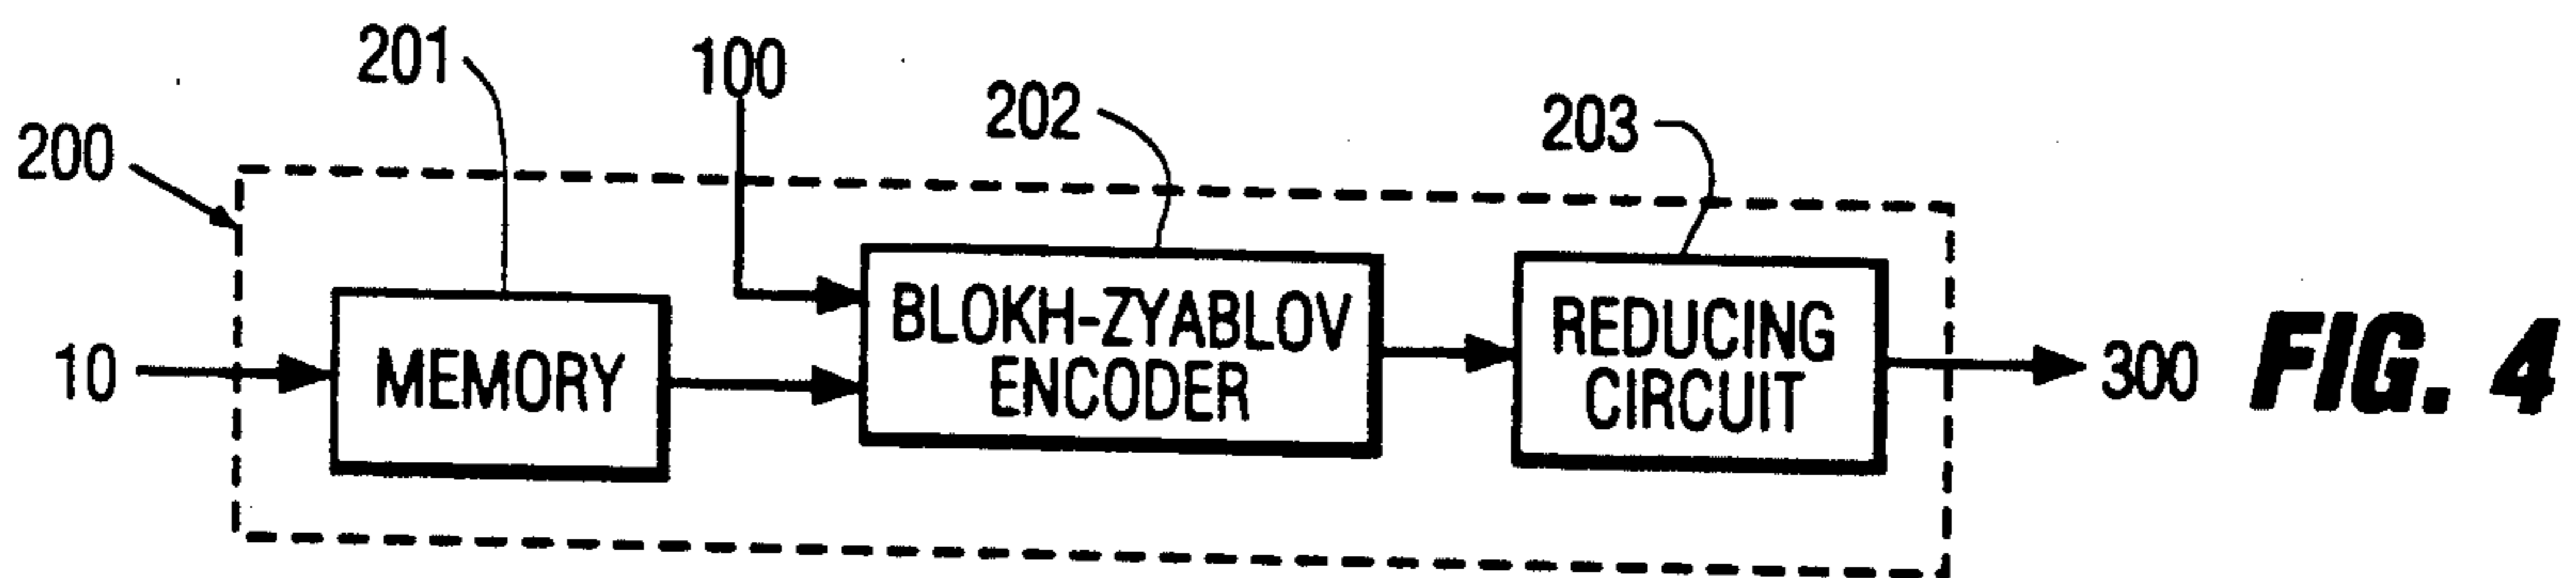 201
100
202
203
200
10
MEMORY
BLOKH-ZYABLOV
ENCODER
REDUCING
CIRCUIT
300
FIG. 4